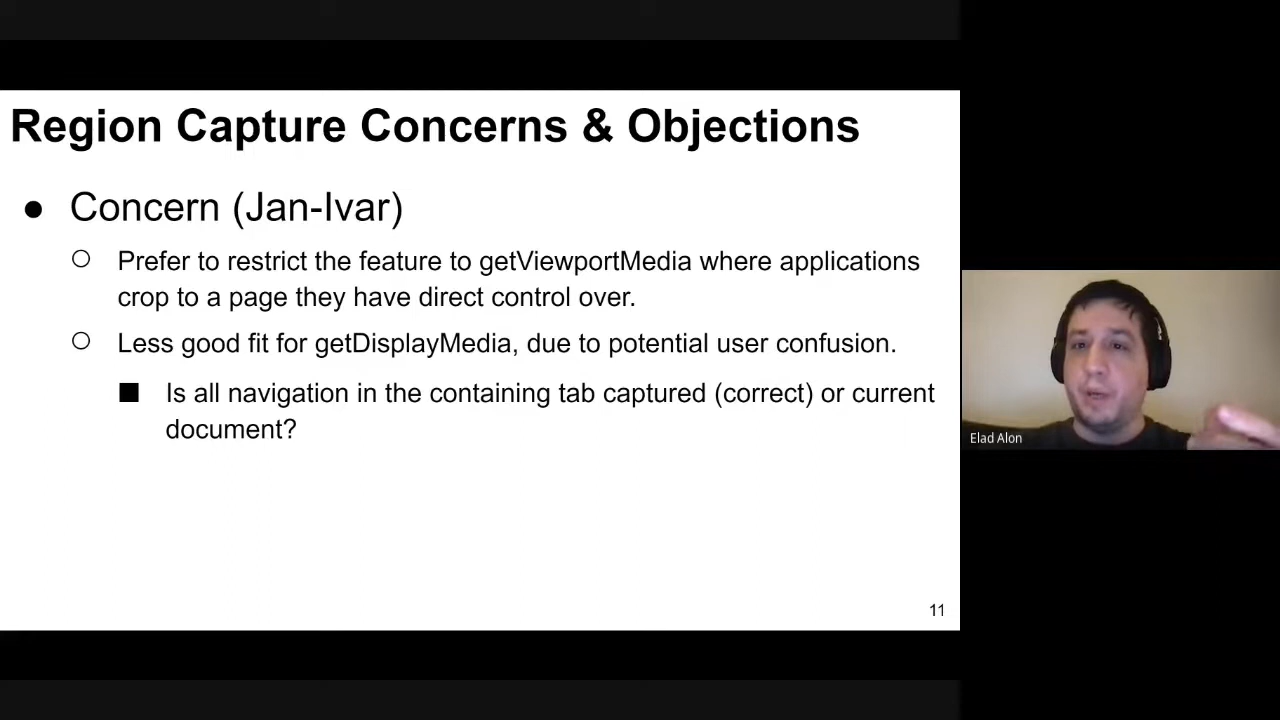 Region Capture Concerns & Objections
● Concern (Jan-Ivar)
○ Prefer to restrict the feature to getViewportMedia where applications
crop to a page they have direct control over.
○ Less good fit for getDisplayMedia, due to potential user confusion.
■ Is all navigation in the containing tab captured (correct) or current
document?
Elad Alon
11